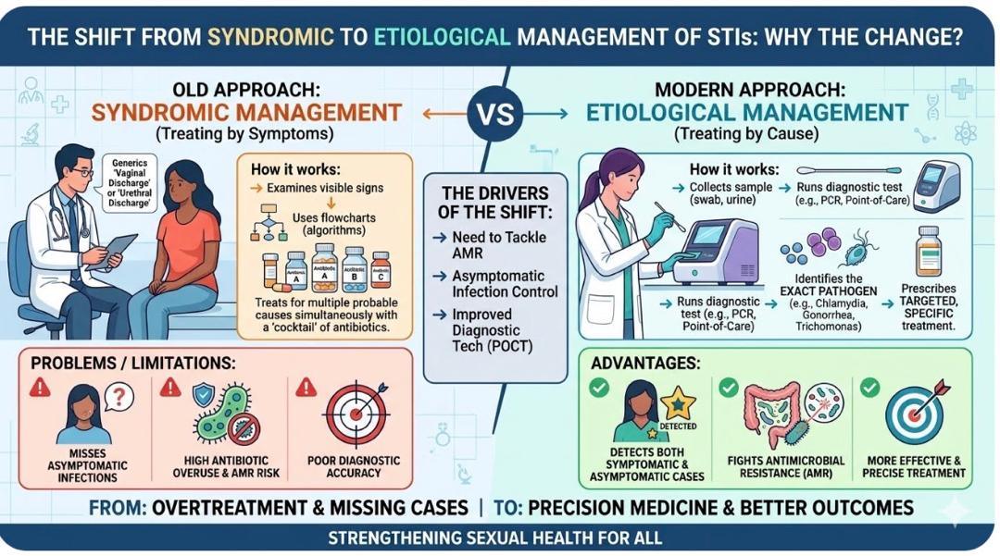 THE SHIFT FROM SYNDROMIC TO ETIOLOGICAL MANAGEMENT OF STIs: WHY THE CHANGE?
OLD APPROACH:
SYNDROMIC MANAGEMENT
(Treating by Symptoms)
Generics
'Vaginal
Discharge'
or 'Urethral
Discharge'
How it works:
→ Examines visible signs
Uses flowcharts
(algorithms)
A
Antibiotic
A
Antibiotic
B
Antibiotic
C
Treats for multiple probable
causes simultaneously with
a 'cocktail' of antibiotics.
PROBLEMS / LIMITATIONS:
!
?
MISSES
ASYMPTOMATIC
INFECTIONS
!
HIGH ANTIBIOTIC
OVERUSE & AMR RISK
!
POOR DIAGNOSTIC
ACCURACY
VS
THE DRIVERS
OF THE SHIFT:
→ Need to Tackle
AMR
→ Asymptomatic
Infection Control
→ Improved
Diagnostic
Tech (POCT)
MODERN APPROACH:
ETIOLOGICAL MANAGEMENT
(Treating by Cause)
How it works:
→ Collects sample
(swab, urine)
→ Runs diagnostic test
(e.g., PCR, Point-of-Care)
→ Runs diagnostic
test (e.g., PCR,
Point-of-Care)
→ Identifies the
EXACT PATHOGEN
(e.g., Chlamydia,
Gonorrhea,
Trichomonas)
→ Prescribes
TARGETED,
SPECIFIC
treatment.
ADVANTAGES:
DETECTED
DETECTS BOTH
SYMPTOMATIC &
ASYMPTOMATIC CASES
FIGHTS ANTIMICROBIAL
RESISTANCE (AMR)
MORE EFFECTIVE &
PRECISE TREATMENT
FROM: OVERTREATMENT & MISSING CASES | TO: PRECISION MEDICINE & BETTER OUTCOMES
STRENGTHENING SEXUAL HEALTH FOR ALL